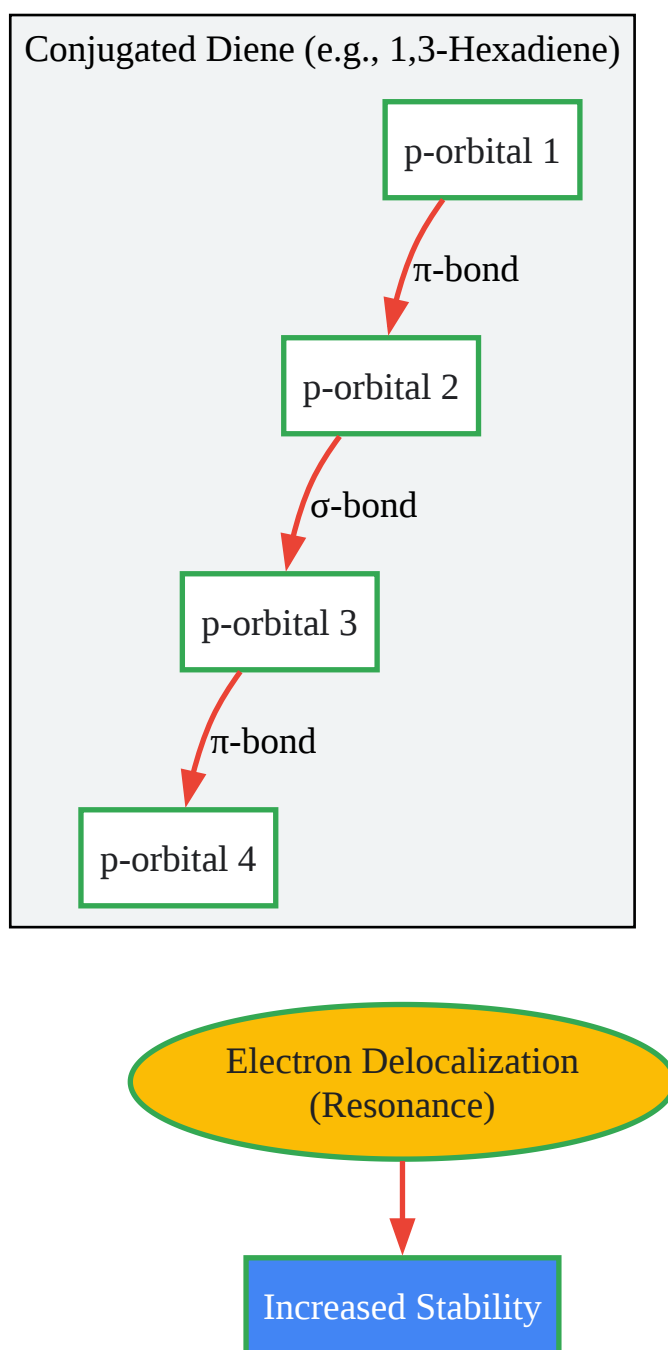 Conjugated Diene (e.g., 1,3-Hexadiene)
p-orbital 1
π-bond
p-orbital 2
σ-bond
p-orbital 3
π-bond
p-orbital 4
Electron Delocalization
(Resonance)
Increased Stability